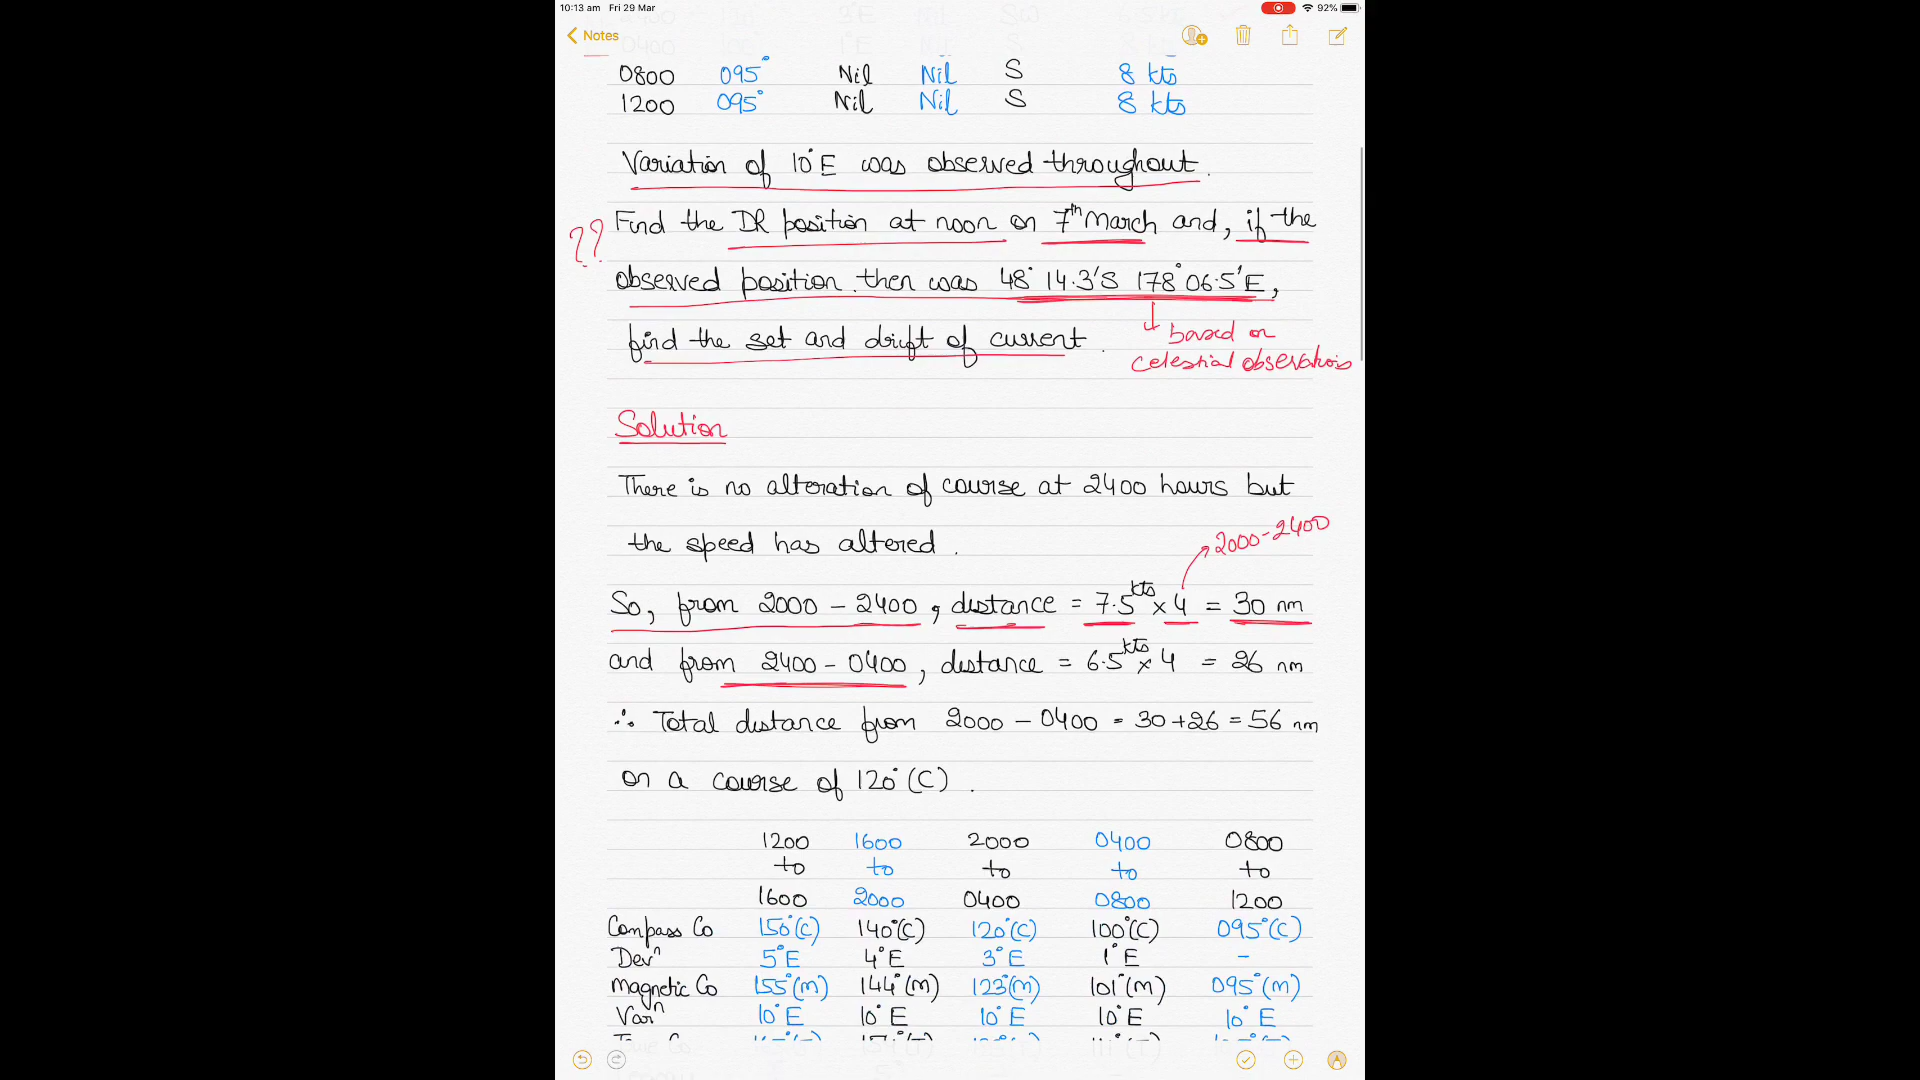 10:13 am Fri 29 Mar 92%
Notes
0400 1°E S
0800 095° Nil Nil S 8 kts
1200 095° Nil Nil S 8 kts
Variation of 10°E was observed throughout.
?? Find the DR position at noon on 7th March and, if the
observed position then was 48° 14.3'S 178° 06.5'E,
find the set and drift of current.
based on
celestial observations
Solution
There is no alteration of course at 2400 hours but
the speed has altered.
2000-2400
So, from 2000 - 2400, distance = 7.5 kts x 4 = 30 nm
and from 2400 - 0400, distance = 6.5 kts x 4 = 26 nm
∴ Total distance from 2000 - 0400 = 30 + 26 = 56 nm
on a course of 120°(C).
1200 1600 2000 0400 0800
to to to to to
1600 2000 0400 0800 1200
Compass Co 150°(C) 140°(C) 120°(C) 100°(C) 095°(C)
Devn 5°E 4°E 3°E 1°E -
Magnetic Co 155°(M) 144°(M) 123°(M) 101°(M) 095°(M)
Varn 10°E 10°E 10°E 10°E 10°E